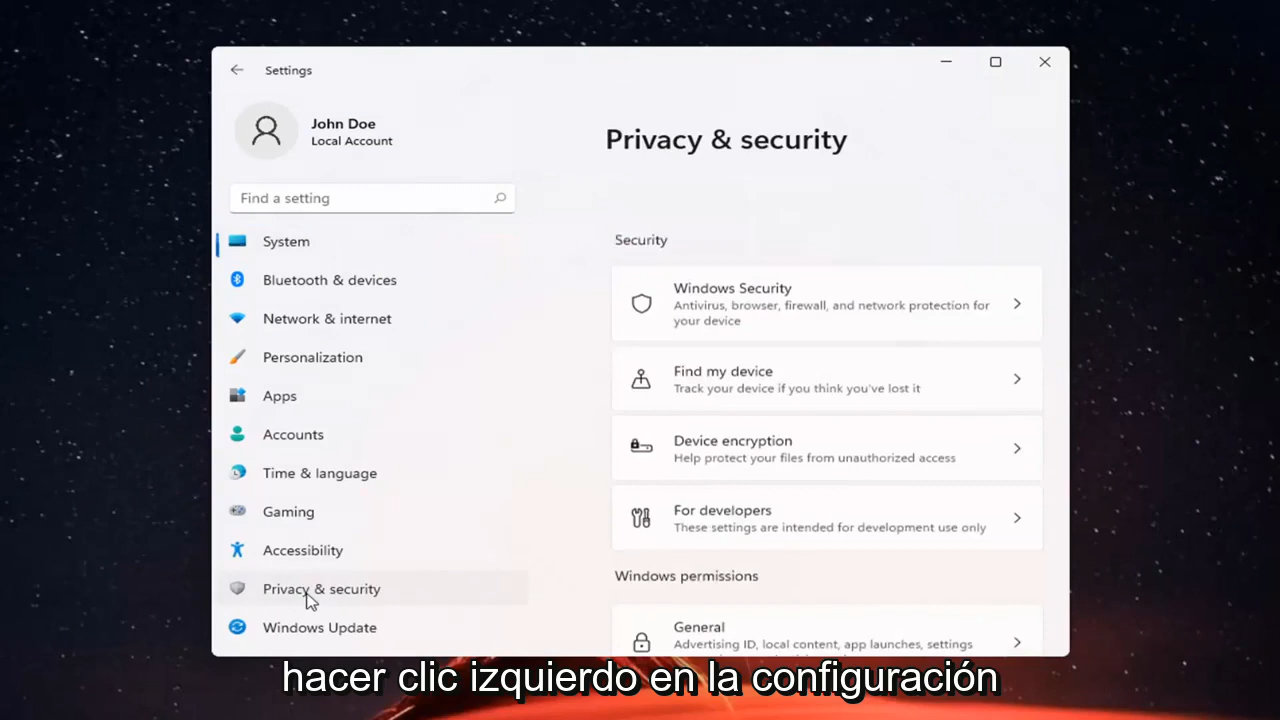 Settings
John Doe
Local Account
Find a setting
System
Bluetooth & devices
Network & internet
Personalization
Apps
Accounts
Time & language
Gaming
Accessibility
Privacy & security
Windows Update
Privacy & security
Security
Windows Security
Antivirus, browser, firewall, and network protection for
your device
Find my device
Track your device if you think you've lost it
Device encryption
Help protect your files from unauthorized access
For developers
These settings are intended for development use only
Windows permissions
General
Advertising ID, local content, app launches, settings
hacer clic izquierdo en la configuración